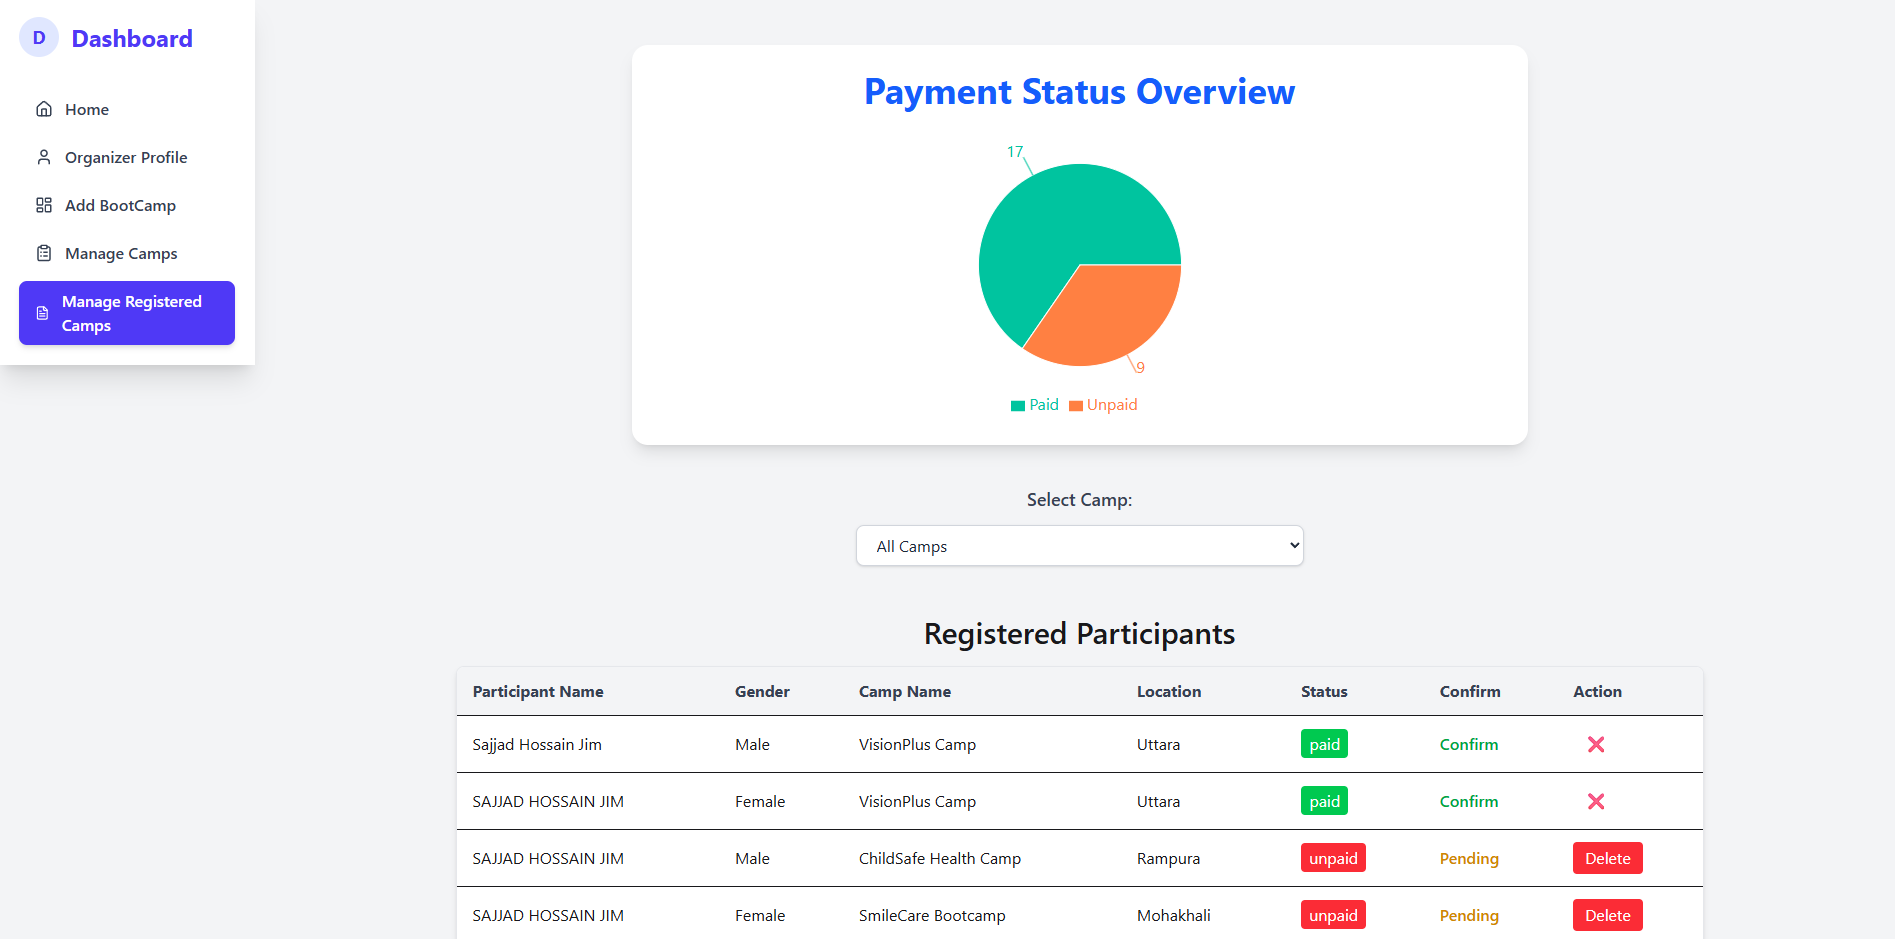 D Dashboard
Home
Organizer Profile
Add BootCamp
Manage Camps
Manage Registered
Camps
Payment Status Overview
17
9
Paid Unpaid
Select Camp:
All Camps
Registered Participants
Participant Name Gender Camp Name Location Status Confirm Action
Sajjad Hossain Jim Male VisionPlus Camp Uttara paid Confirm
SAJJAD HOSSAIN JIM Female VisionPlus Camp Uttara paid Confirm
SAJJAD HOSSAIN JIM Male ChildSafe Health Camp Rampura unpaid Pending Delete
SAJJAD HOSSAIN JIM Female SmileCare Bootcamp Mohakhali unpaid Pending Delete